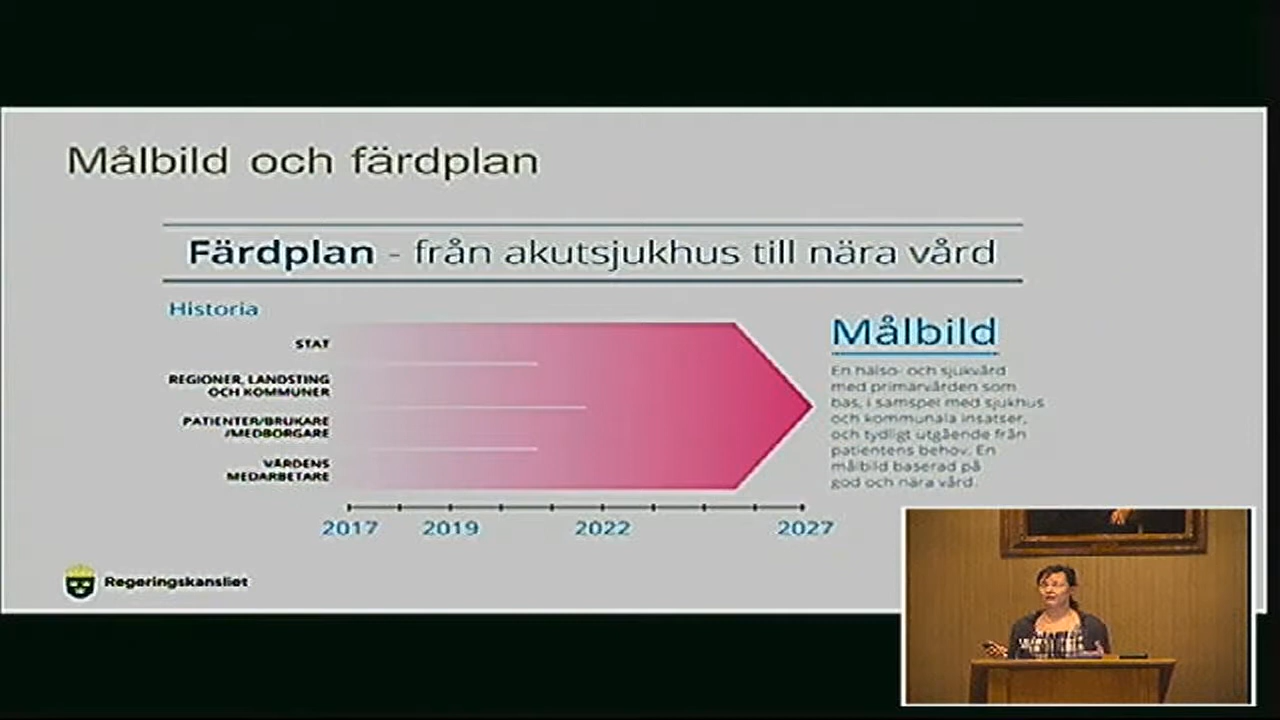 Målbild och färdplan
Färdplan - från akutsjukhus till nära vård
Historia
STAT
REGIONER, LANDSTING
OCH KOMMUNER
PATIENTER/BRUKARE
/MEDBORGARE
VÅRDENS
MEDARBETARE
2017 2019 2022 2027
Målbild
En hälso- och sjukvård
med primärvården som
bas, i samspel med sjukhus
och kommunala insatser,
och tydligt utgående från
patientens behov. En
målbild baserad på
god och nära vård.
Regeringskansliet